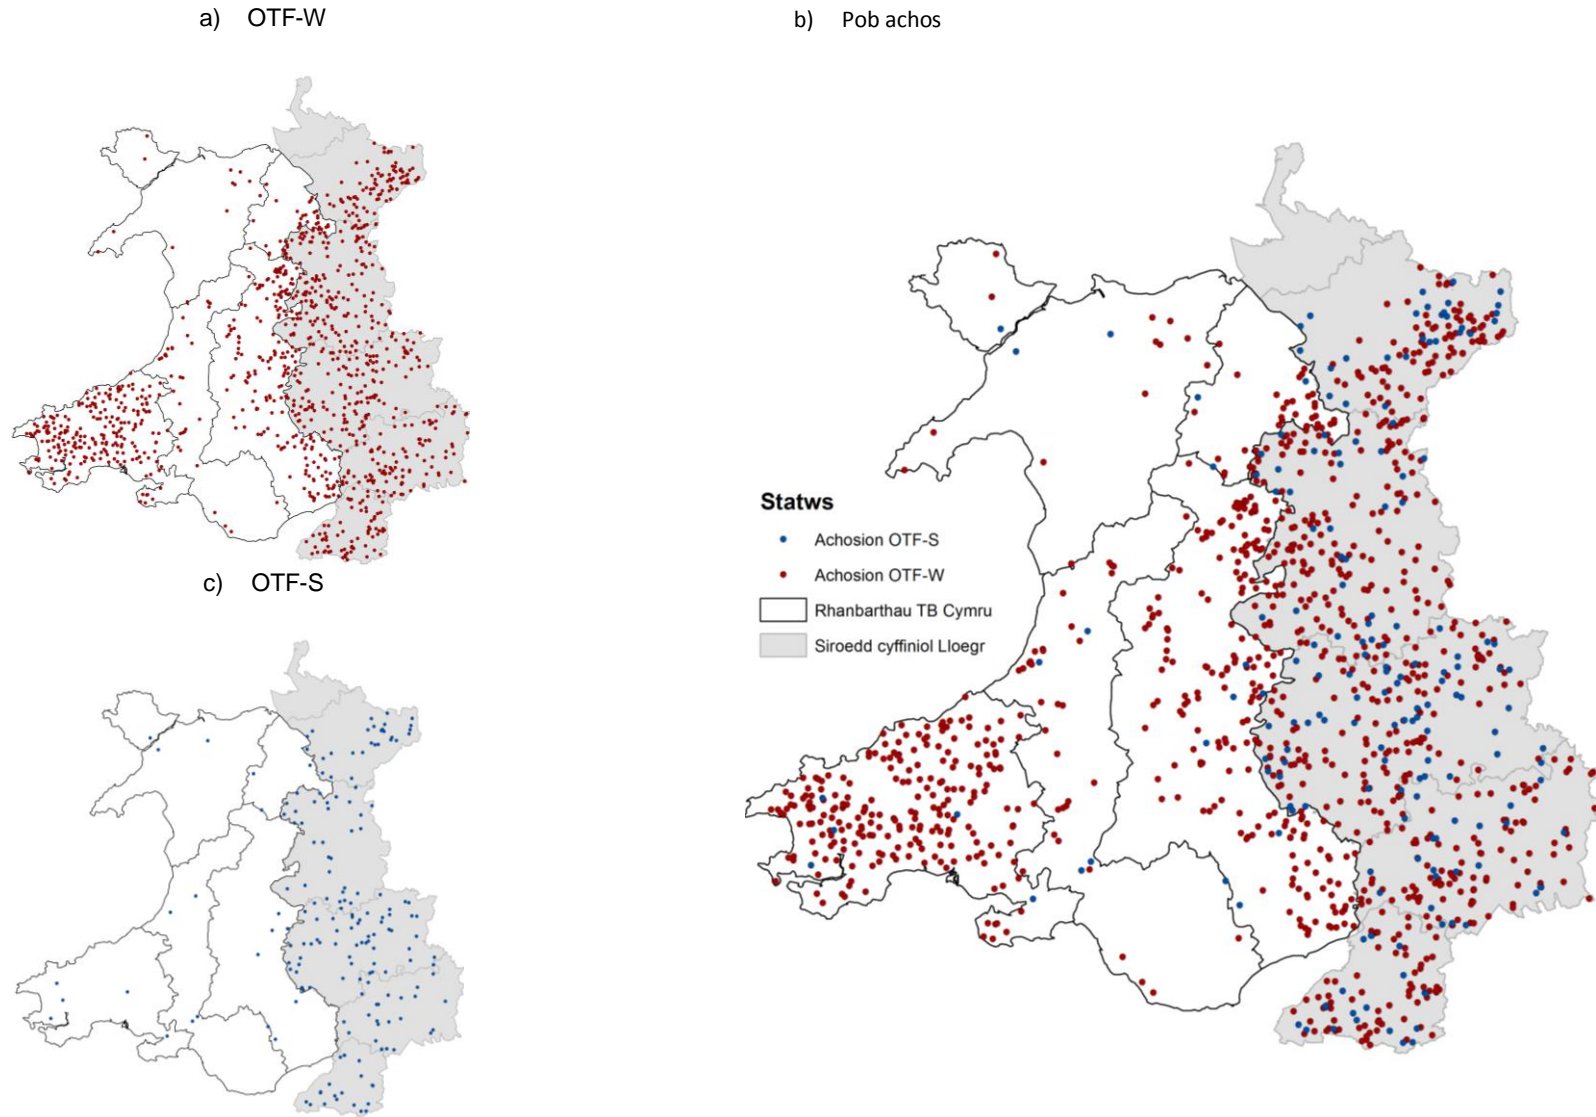 a) OTF-W
b) Pob achos
Statws
Achosion OTF-S
Achosion OTF-W
Rhanbarthau TB Cymru
Siroedd cyffiniol Lloegr
c) OTF-S